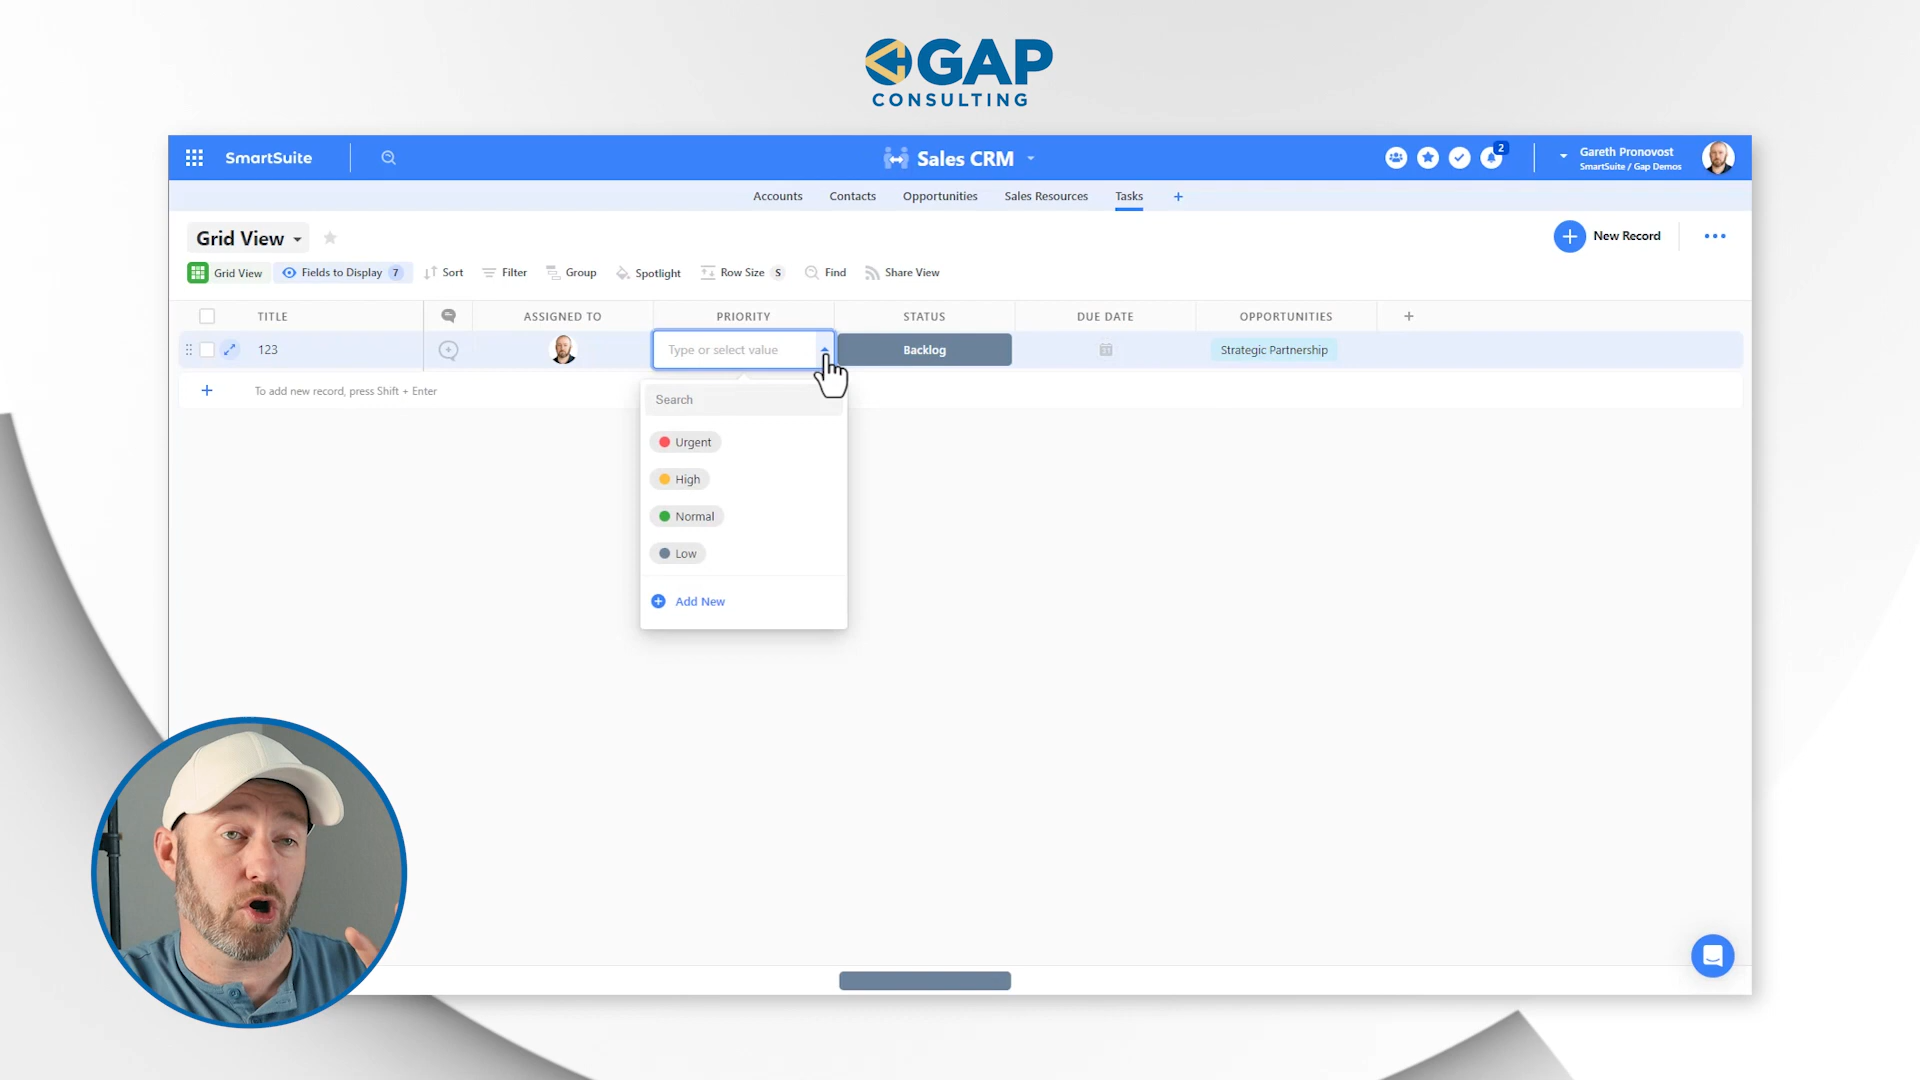 GAP
CONSULTING
SmartSuite
Sales CRM
2
Gareth Pronovost
SmartSuite / Gap Demos
Accounts
Contacts
Opportunities
Sales Resources
Tasks
+
Grid View
New Record
Grid View
Fields to Display 7
Sort
Filter
Group
Spotlight
Row Size S
Find
Share View
TITLE
ASSIGNED TO
PRIORITY
STATUS
DUE DATE
OPPORTUNITIES
+
123
Type or select value
Backlog
31
Strategic Partnership
+ To add new record, press Shift + Enter
Search
Urgent
High
Normal
Low
Add New